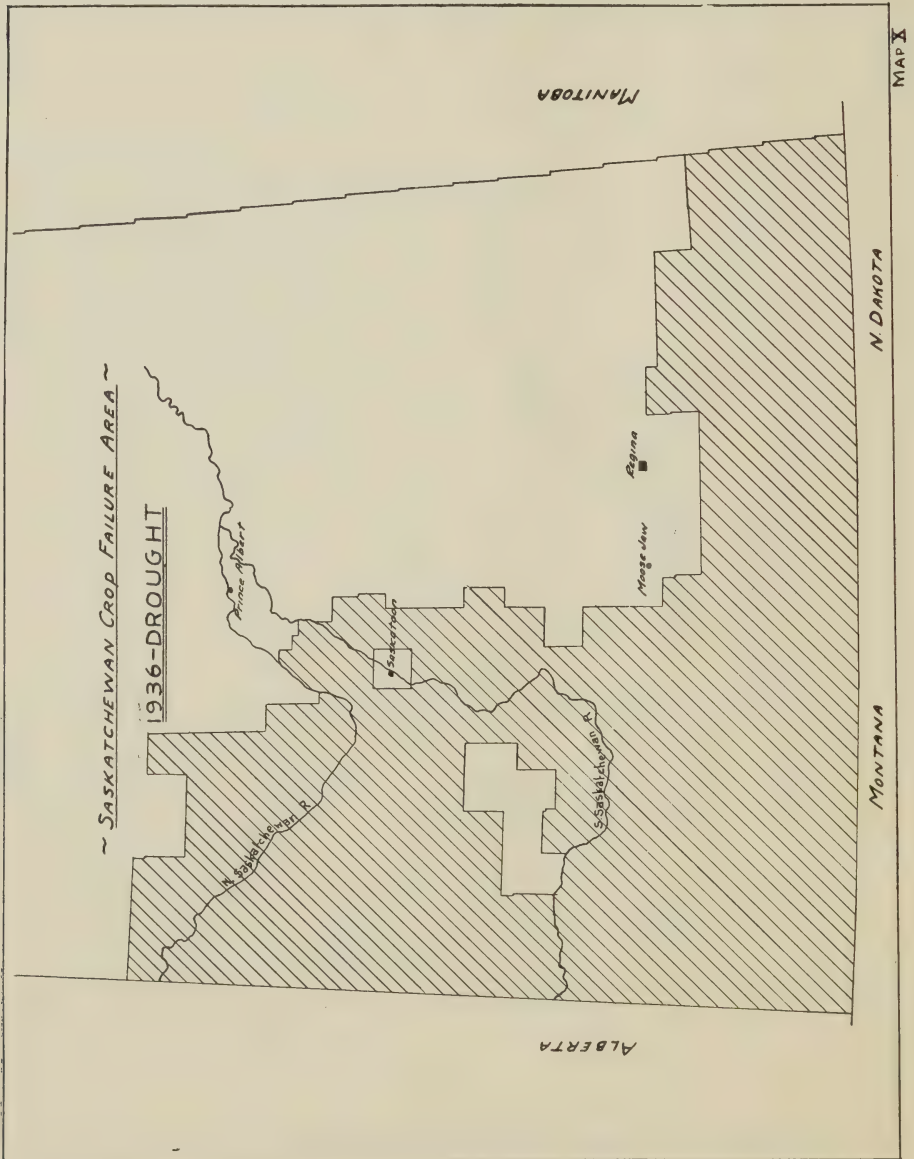 ~ SASKATCHEWAN CROP FAILURE AREA ~
1936-DROUGHT
MANITOBA
Prince Albert
Saskatoon
N. Saskatchewan R
S. Saskatchewan R
Moose Jaw
Regina
ALBERTA
MONTANA
N. DAKOTA
MAP X